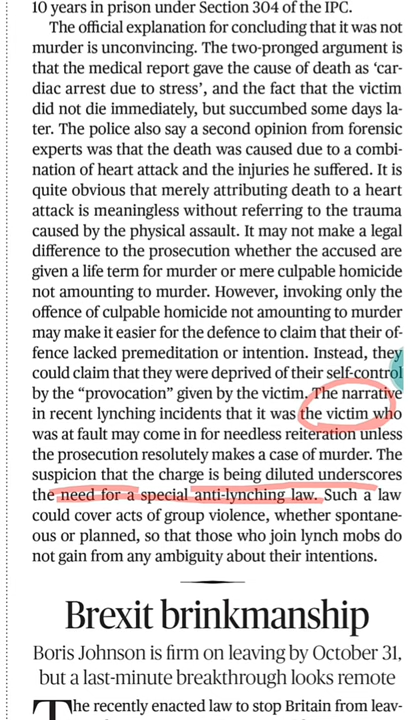 10 years in prison under Section 304 of the IPC.
The official explanation for concluding that it was not
murder is unconvincing. The two-pronged argument is
that the medical report gave the cause of death as ‘car-
diac arrest due to stress’, and the fact that the victim
did not die immediately, but succumbed some days la-
ter. The police also say a second opinion from forensic
experts was that the death was caused due to a combi-
nation of heart attack and the injuries he suffered. It is
quite obvious that merely attributing death to a heart
attack is meaningless without referring to the trauma
caused by the physical assault. It may not make a legal
difference to the prosecution whether the accused are
given a life term for murder or mere culpable homicide
not amounting to murder. However, invoking only the
offence of culpable homicide not amounting to murder
may make it easier for the defence to claim that their of-
fence lacked premeditation or intention. Instead, they
could claim that they were deprived of their self-control
by the “provocation” given by the victim. The narrative
in recent lynching incidents that it was the victim who
was at fault may come in for needless reiteration unless
the prosecution resolutely makes a case of murder. The
suspicion that the charge is being diluted underscores
the need for a special anti-lynching law. Such a law
could cover acts of group violence, whether spontane-
ous or planned, so that those who join lynch mobs do
not gain from any ambiguity about their intentions.
Brexit brinkmanship
Boris Johnson is firm on leaving by October 31,
but a last-minute breakthrough looks remote
The recently enacted law to stop Britain from leav-